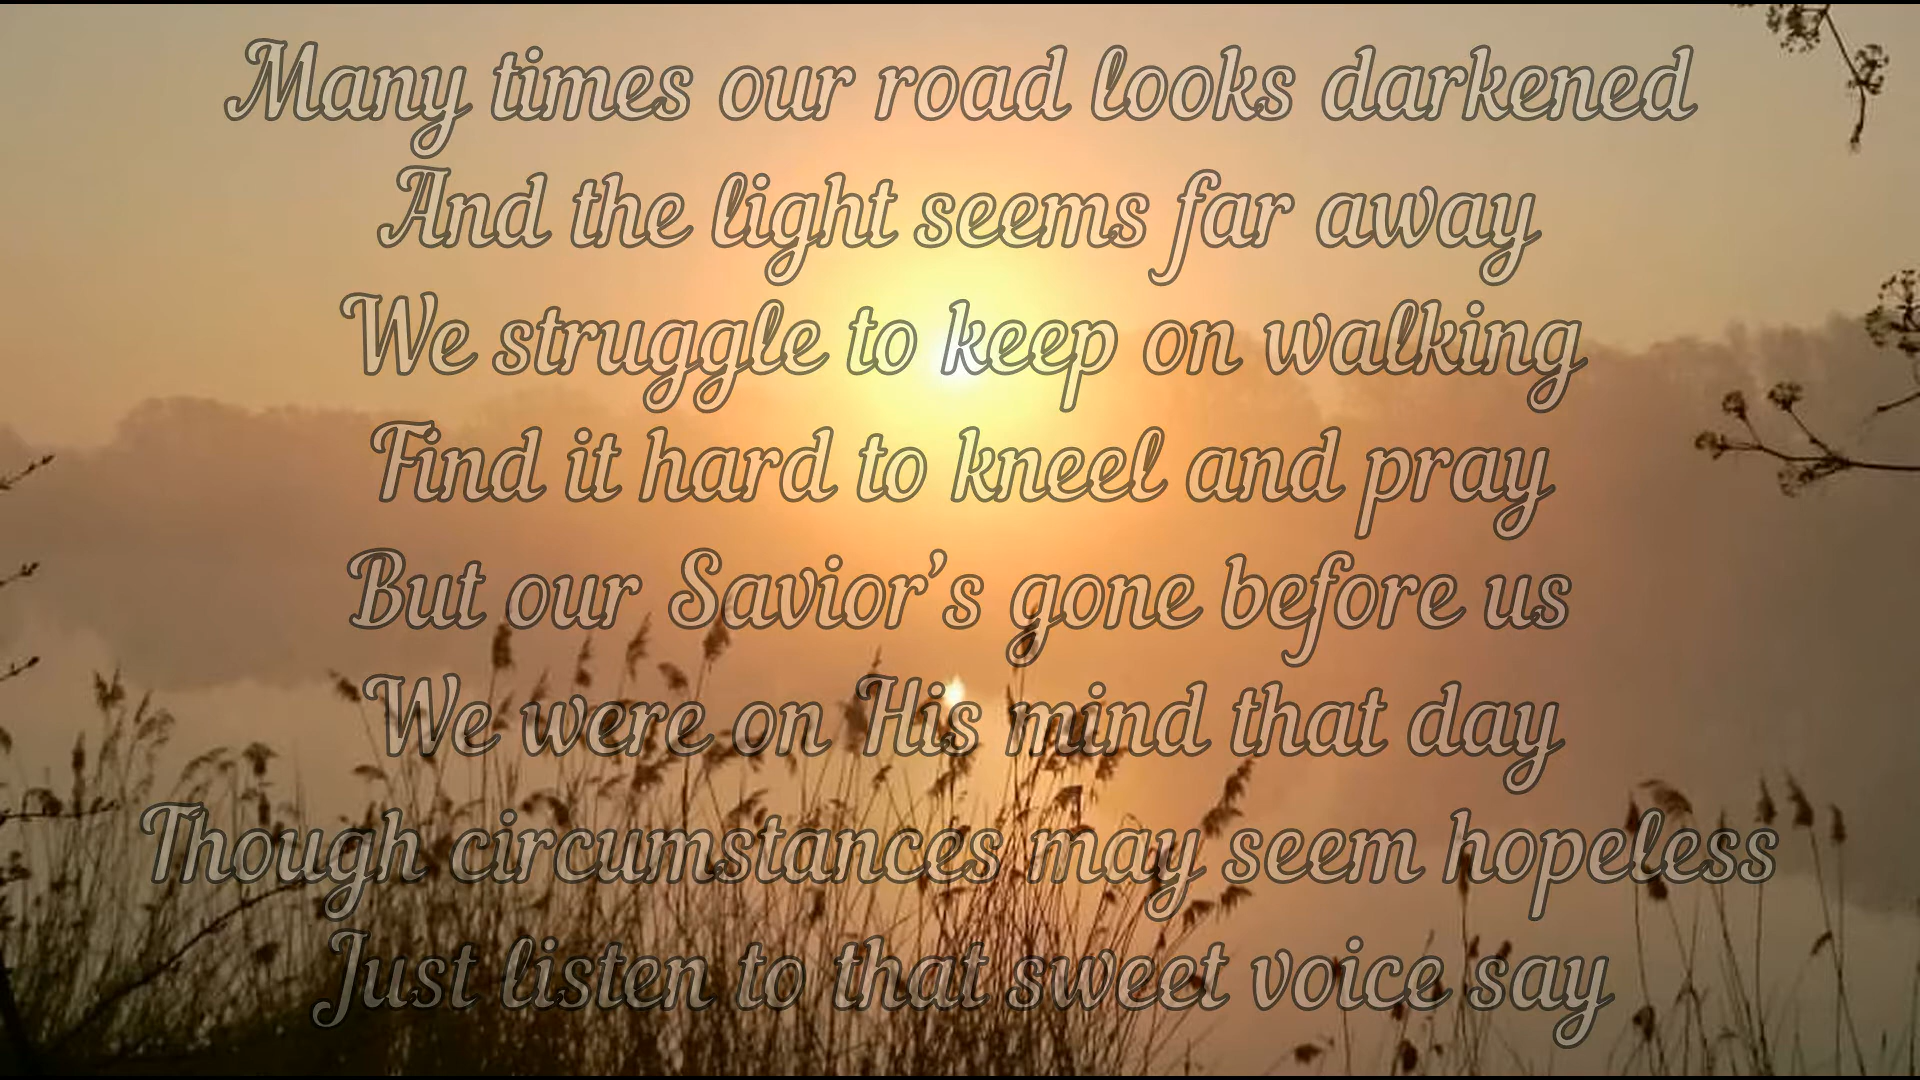 Many times our road looks darkened
And the light seems far away
We struggle to keep on walking
Find it hard to kneel and pray
But our Savior’s gone before us
We were on His mind that day
Though circumstances may seem hopeless
Just listen to that sweet voice say